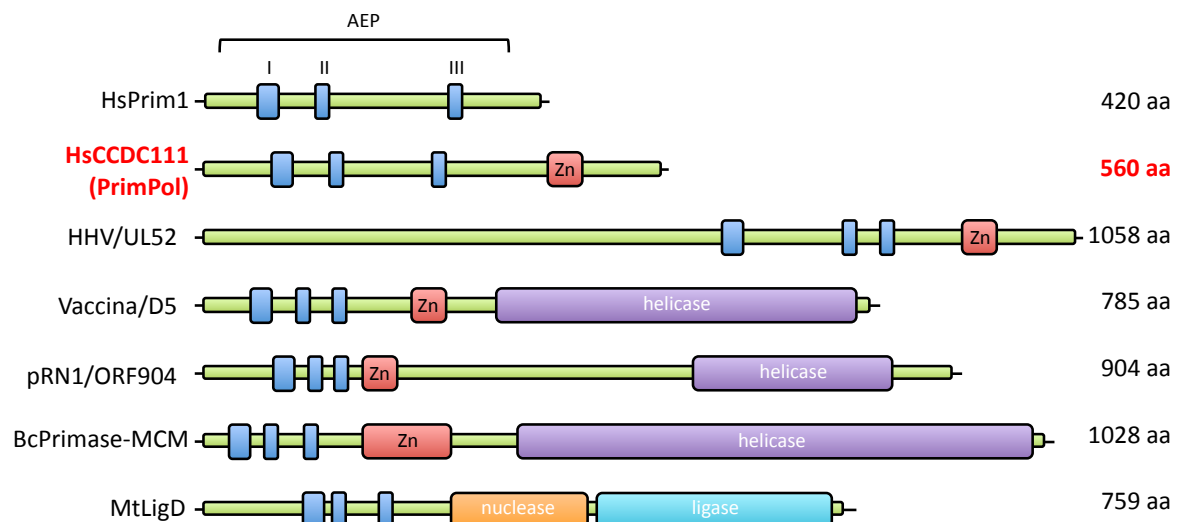 AEP
I II III
HsPrim1 420 aa
HsCCDC111
(PrimPol) Zn 560 aa
HHV/UL52 Zn 1058 aa
Vaccina/D5 Zn helicase 785 aa
pRN1/ORF904 Zn helicase 904 aa
BcPrimase-MCM Zn helicase 1028 aa
MtLigD nuclease ligase 759 aa